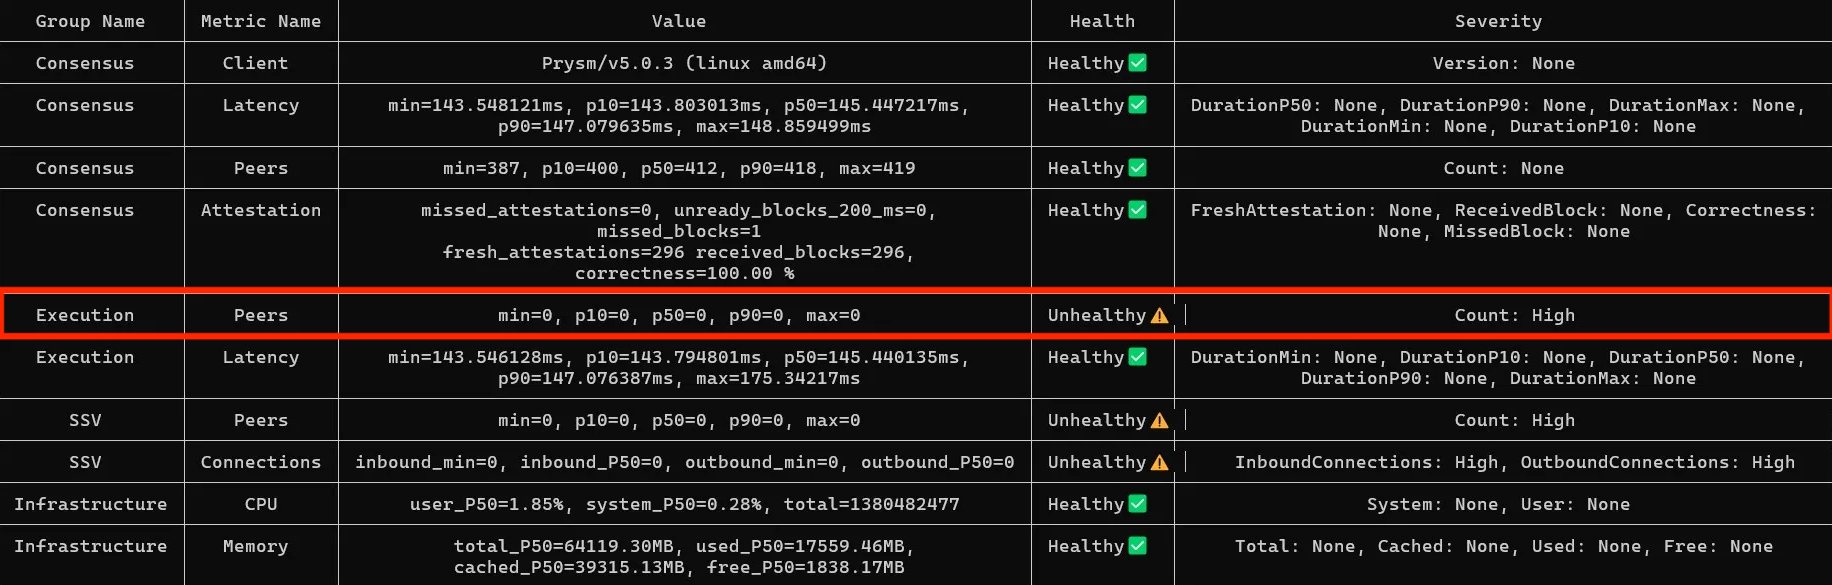 Group Name Metric Name Value Health Severity
Consensus Client Prysm/v5.0.3 (linux amd64) Healthy✅ Version: None
Consensus Latency min=143.548121ms, p10=143.803013ms, p50=145.447217ms, Healthy✅ DurationP50: None, DurationP90: None, DurationMax: None,
p90=147.079635ms, max=148.859499ms DurationMin: None, DurationP10: None
Consensus Peers min=387, p10=400, p50=412, p90=418, max=419 Healthy✅ Count: None
Consensus Attestation missed_attestations=0, unready_blocks_200_ms=0, Healthy✅ FreshAttestation: None, ReceivedBlock: None, Correctness:
missed_blocks=1 None, MissedBlock: None
fresh_attestations=296 received_blocks=296,
correctness=100.00 %
Execution Peers min=0, p10=0, p50=0, p90=0, max=0 Unhealthy⚠️ Count: High
Execution Latency min=143.546128ms, p10=143.794801ms, p50=145.440135ms, Healthy✅ DurationMin: None, DurationP10: None, DurationP50: None,
p90=147.076387ms, max=175.34217ms DurationP90: None, DurationMax: None
SSV Peers min=0, p10=0, p50=0, p90=0, max=0 Unhealthy⚠️ Count: High
SSV Connections inbound_min=0, inbound_P50=0, outbound_min=0, outbound_P50=0 Unhealthy⚠️ InboundConnections: High, OutboundConnections: High
Infrastructure CPU user_P50=1.85%, system_P50=0.28%, total=1380482477 Healthy✅ System: None, User: None
Infrastructure Memory total_P50=64119.30MB, used_P50=17559.46MB, Healthy✅ Total: None, Cached: None, Used: None, Free: None
cached_P50=39315.13MB, free_P50=1838.17MB